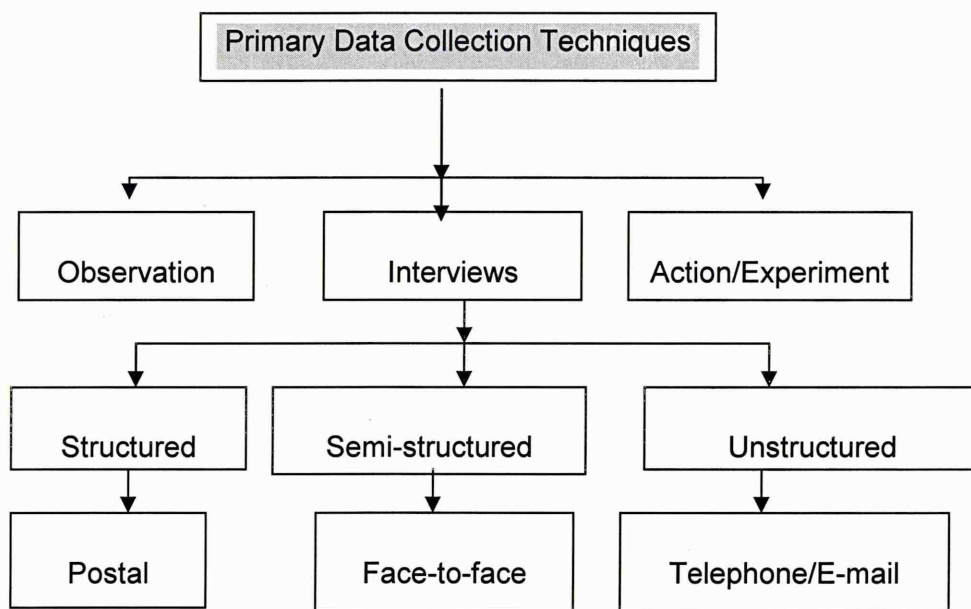 Primary Data Collection Techniques
Observation
Interviews
Action/Experiment
Structured
Semi-structured
Unstructured
Postal
Face-to-face
Telephone/E-mail